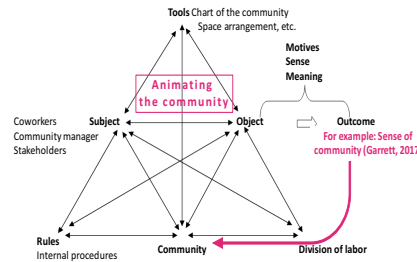 Tools Chart of the community
Space arrangement, etc.
Motives
Sense
Meaning
Animating
the community
Coworkers
Community manager
Stakeholders
Subject
Object
Outcome
For example: Sense of
community (Garrett, 2017
Rules
Internal procedures
Community
Division of labor